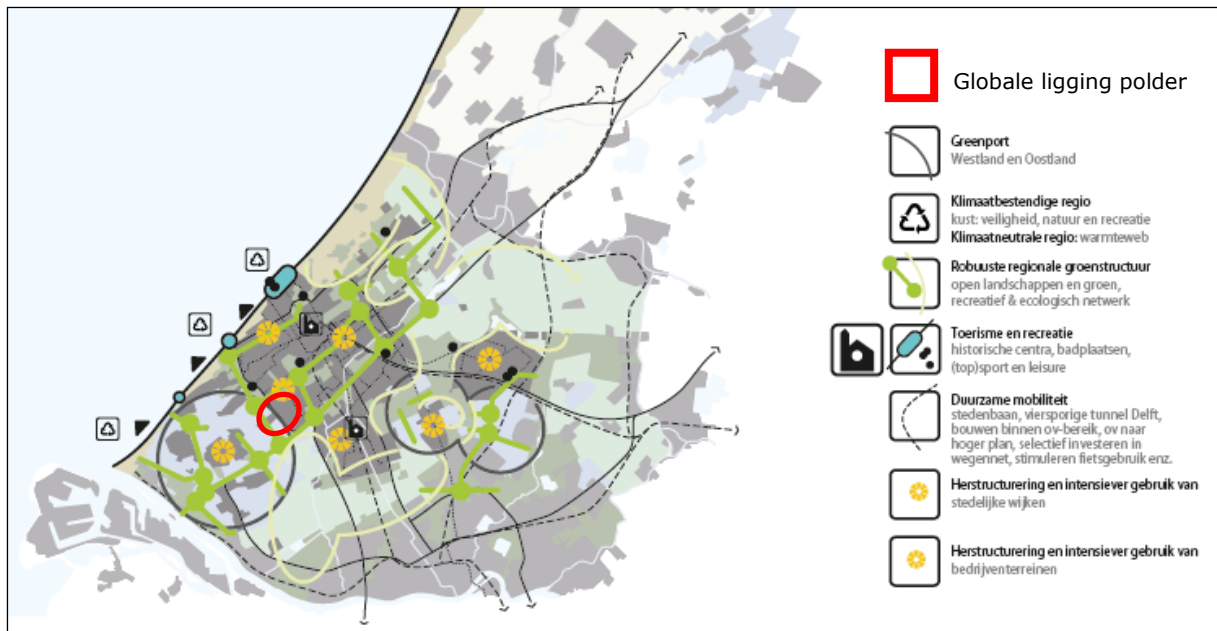 Globale ligging polder
Greenport
Westland en Oostland
Klimaatbestendige regio
kust: veiligheid, natuur en recreatie
Klimaatneutrale regio: warmteweb
Robuuste regionale groenstructuur
open landschappen en groen,
recreatief & ecologisch netwerk
Toerisme en recreatie
historische centra, badplaatsen,
(top)sport en leisure
Duurzame mobiliteit
stedenbaan, viersporige tunnel Delft,
bouwen binnen ov-bereik, ov naar
hoger plan, selectief investeren in
wegennet, stimuleren fietsgebruik enz.
Herstructurering en intensiever gebruik van
stedelijke wijken
Herstructurering en intensiever gebruik van
bedrijventerreinen